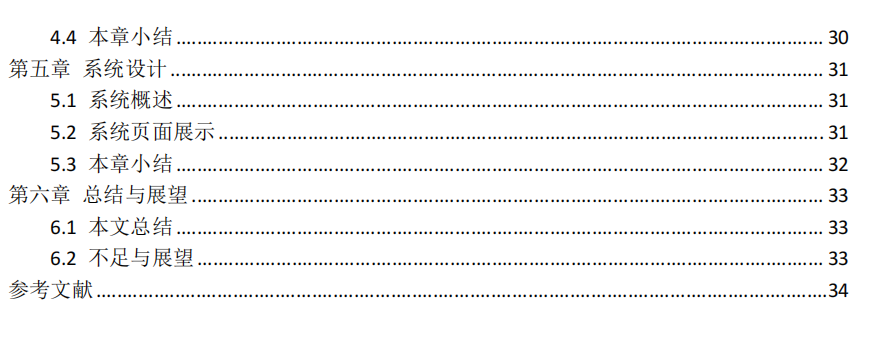 4.4 本章小结 30
第五章 系统设计 31
5.1 系统概述 31
5.2 系统页面展示 31
5.3 本章小结 32
第六章 总结与展望 33
6.1 本文总结 33
6.2 不足与展望 33
参考文献 34